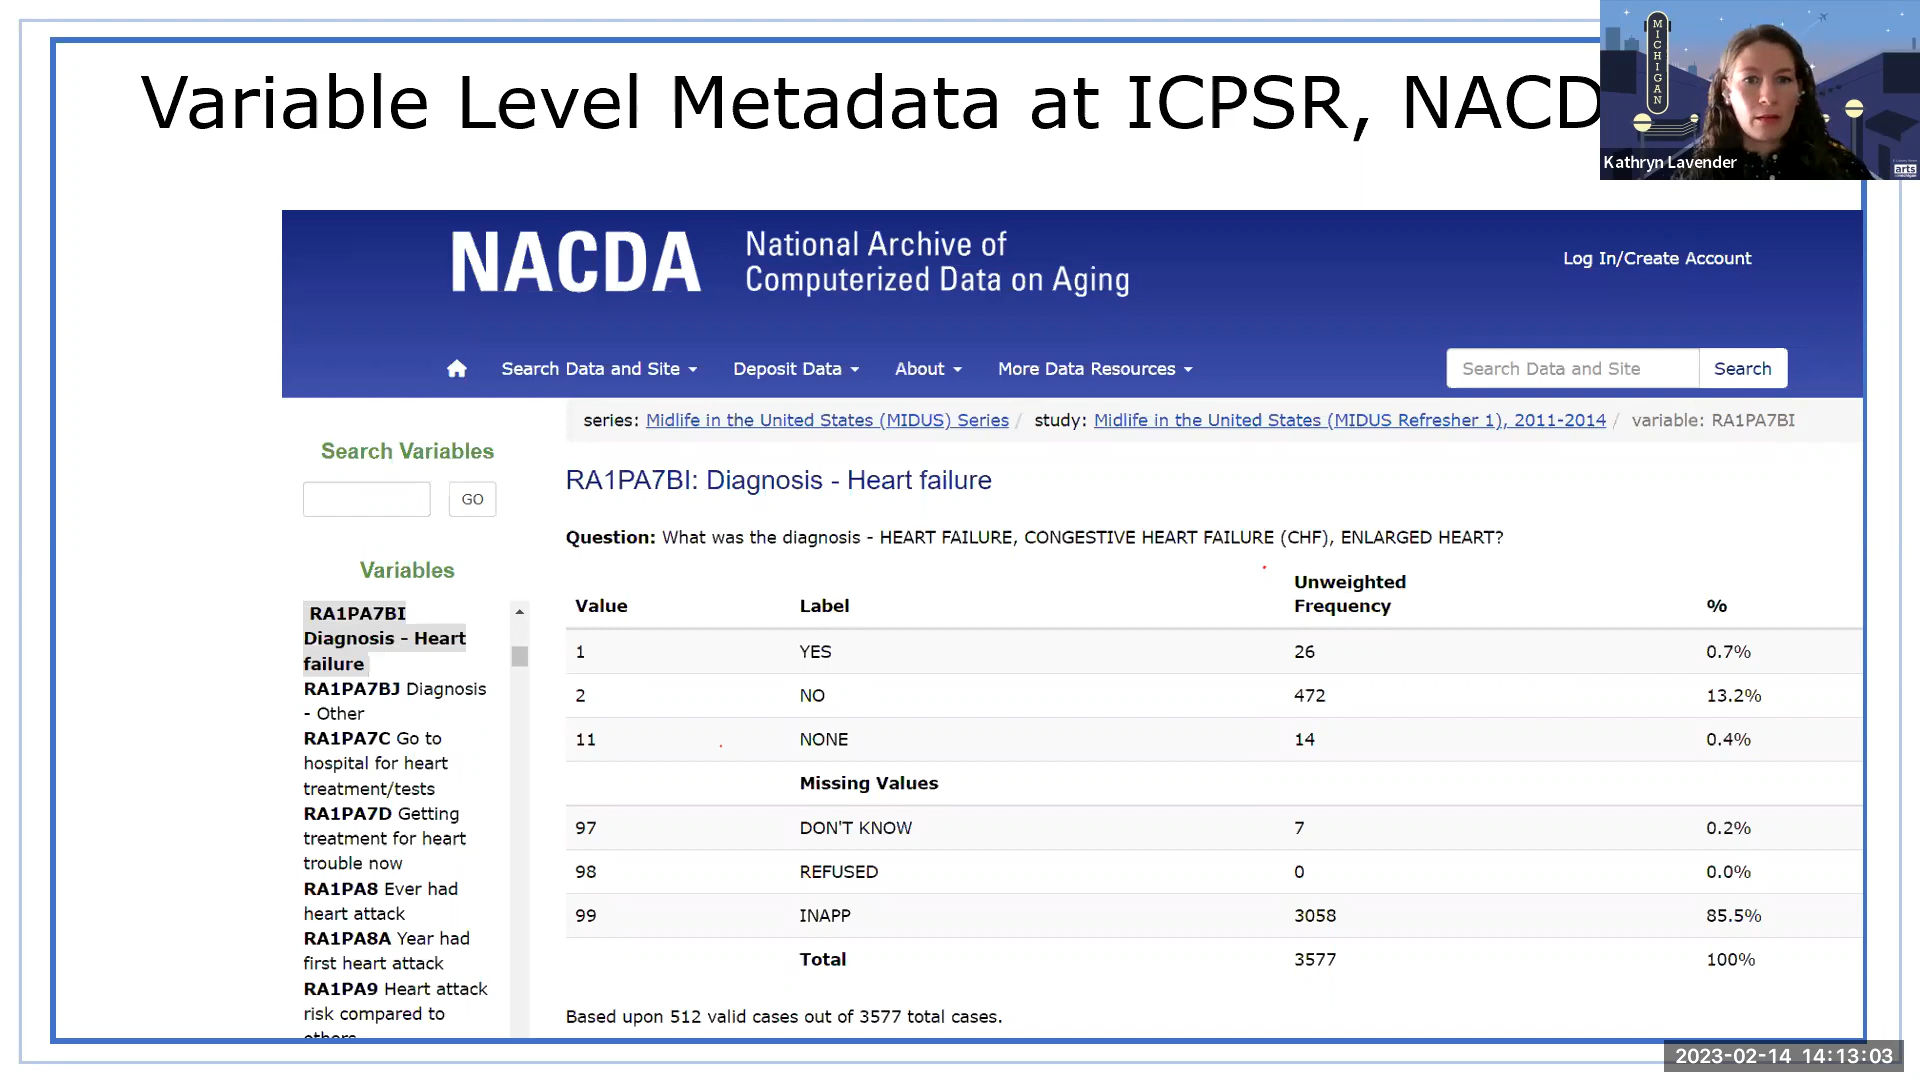 Variable Level Metadata at ICPSR, NACD
MICHIGAN
Kathryn Lavender
arts
NACDA
National Archive of
Computerized Data on Aging
Log In/Create Account
Search Data and Site
Deposit Data
About
More Data Resources
Search Data and Site
Search
series: Midlife in the United States (MIDUS) Series / study: Midlife in the United States (MIDUS Refresher 1), 2011-2014 / variable: RA1PA7BI
Search Variables
GO
Variables
RA1PA7BI
Diagnosis - Heart
failure
RA1PA7BJ Diagnosis
- Other
RA1PA7C Go to
hospital for heart
treatment/tests
RA1PA7D Getting
treatment for heart
trouble now
RA1PA8 Ever had
heart attack
RA1PA8A Year had
first heart attack
RA1PA9 Heart attack
risk compared to
others
RA1PA7BI: Diagnosis - Heart failure
Question: What was the diagnosis - HEART FAILURE, CONGESTIVE HEART FAILURE (CHF), ENLARGED HEART?
Value Label Unweighted Frequency %
1 YES 26 0.7%
2 NO 472 13.2%
11 NONE 14 0.4%
Missing Values
97 DON'T KNOW 7 0.2%
98 REFUSED 0 0.0%
99 INAPP 3058 85.5%
Total 3577 100%
Based upon 512 valid cases out of 3577 total cases.
2023-02-14 14:13:03